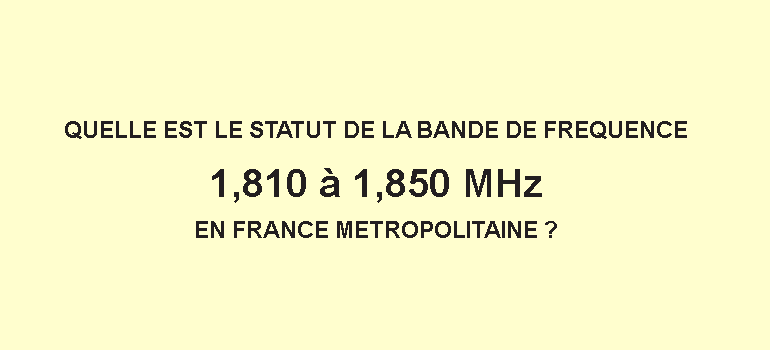 QUELLE EST LE STATUT DE LA BANDE DE FREQUENCE
1,810 à 1,850 MHz
EN FRANCE METROPOLITAINE ?